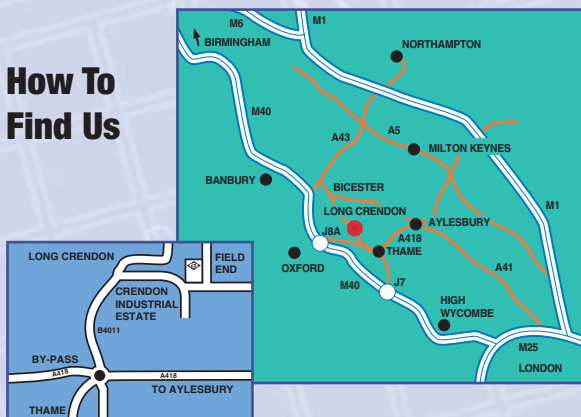 How To
Find Us
M6
M1
BIRMINGHAM
NORTHAMPTON
M40
A43
A5
MILTON KEYNES
BANBURY
BICESTER
M1
LONG CRENDON
AYLESBURY
J8A
A418
THAME
OXFORD
A41
M40
J7
HIGH
WYCOMBE
M25
LONDON
LONG CRENDON
FIELD
END
CRENDON
INDUSTRIAL
ESTATE
B4011
BY-PASS
A418
A418
TO AYLESBURY
THAME